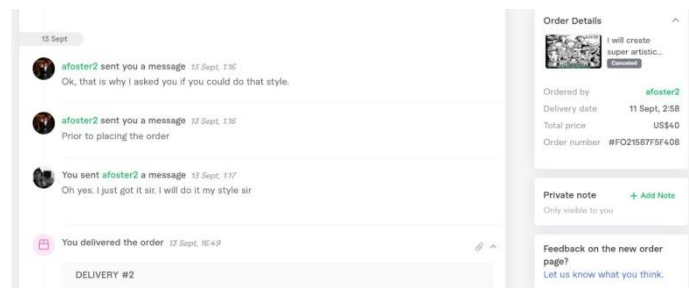 13 Sept
afoster2 sent you a message 13 Sept, 1:16
Ok, that is why I asked you if you could do that style.
afoster2 sent you a message 13 Sept, 1:16
Prior to placing the order
You sent afoster2 a message 13 Sept, 1:17
Oh yes. I just got it sir. I will do it my style sir
You delivered the order 13 Sept, 16:49
DELIVERY #2
Order Details
I will create
super artistic...
Canceled
Ordered by afoster2
Delivery date 11 Sept, 2:58
Total price US$40
Order number #FO21587F5F408
Private note + Add Note
Only visible to you
Feedback on the new order
page?
Let us know what you think.